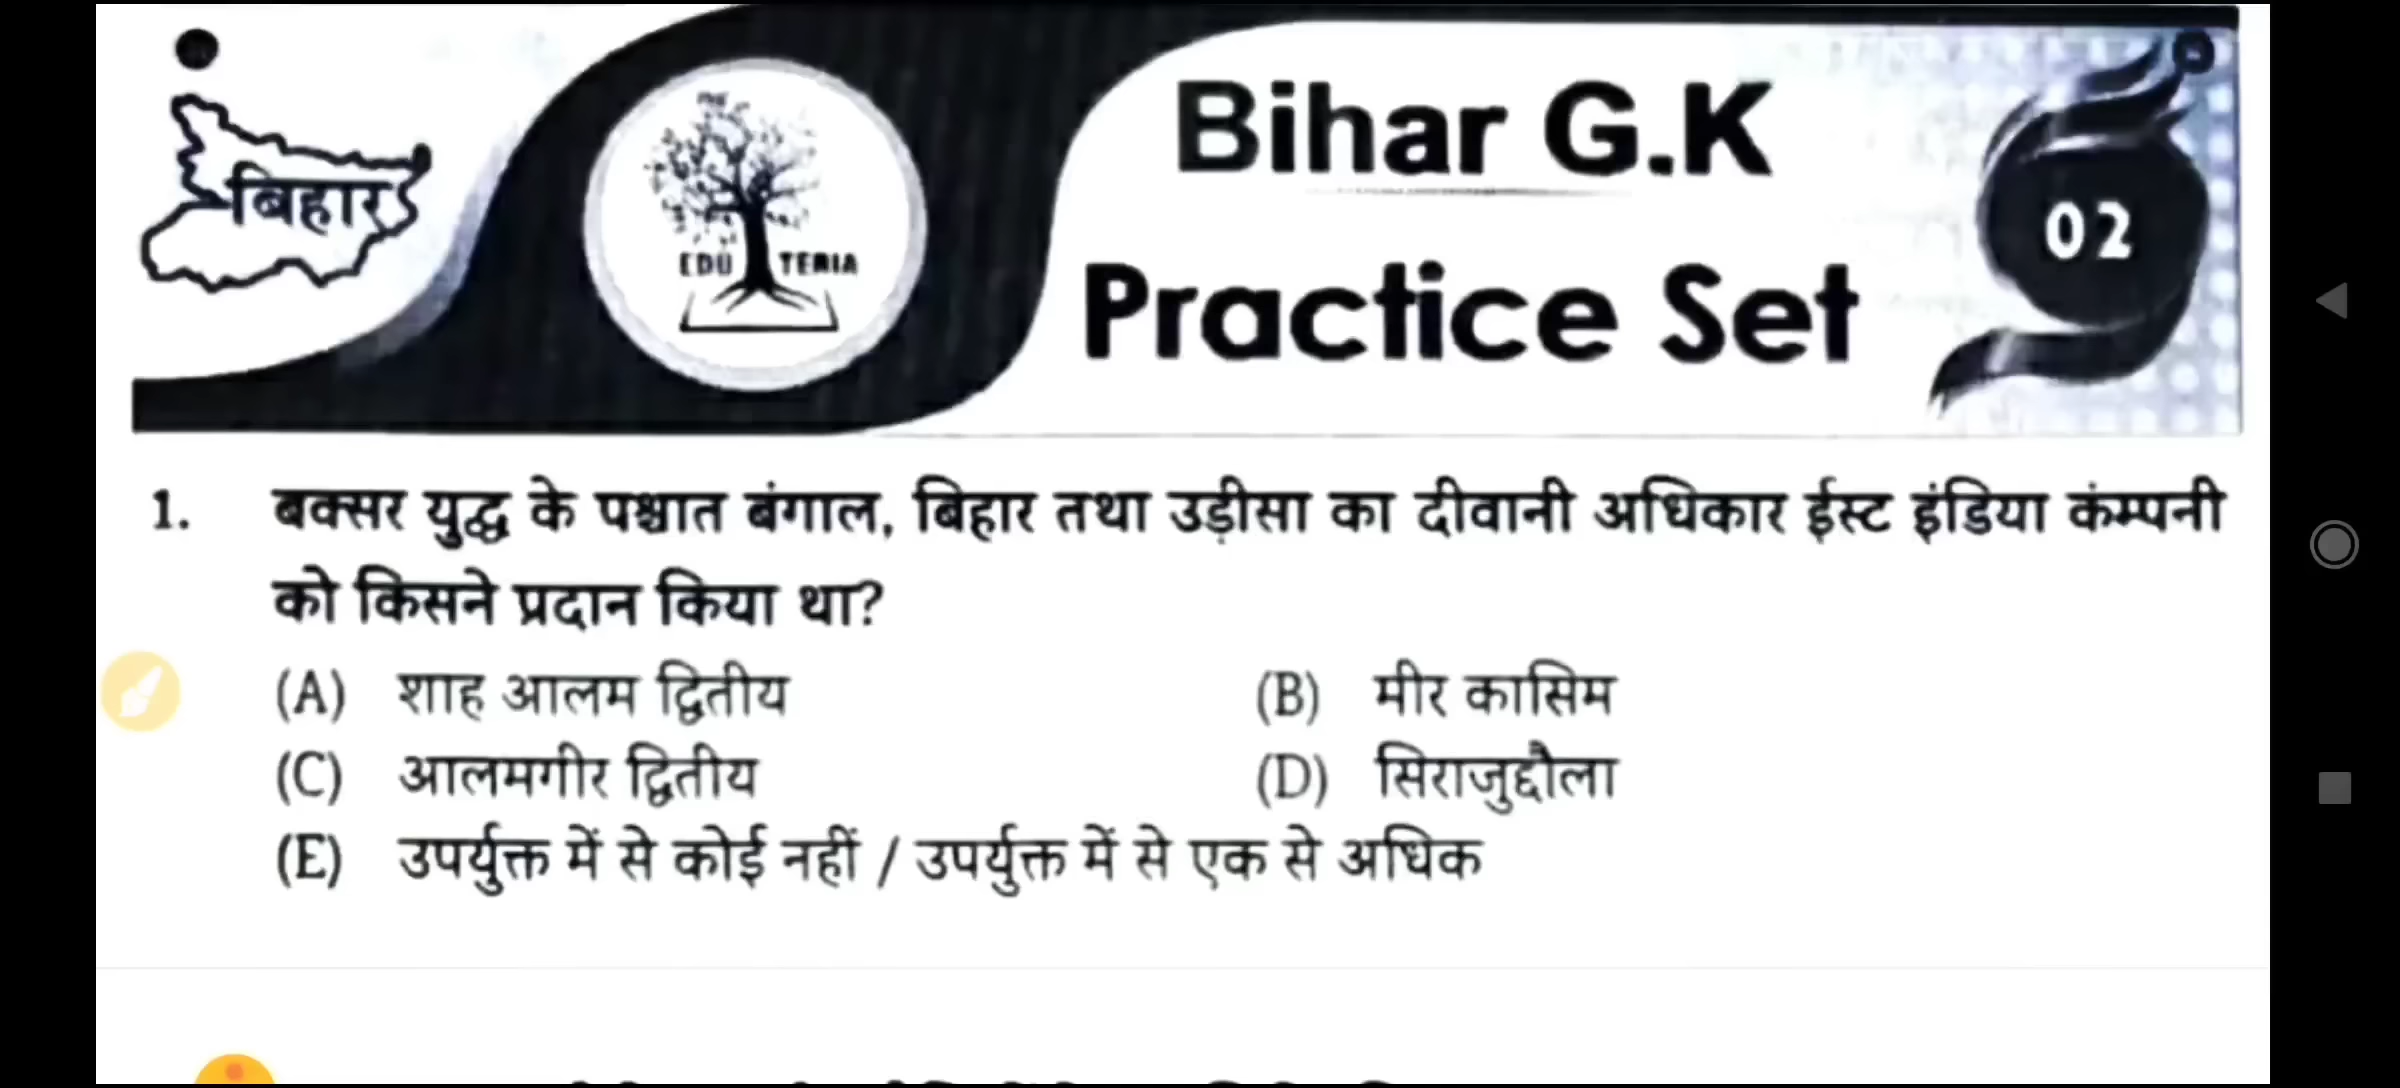 बिहार
EDU TERIA
Bihar G.K
Practice Set
02
1. बक्सर युद्ध के पश्चात बंगाल, बिहार तथा उड़ीसा का दीवानी अधिकार ईस्ट इंडिया कंम्पनी
को किसने प्रदान किया था?
(A) शाह आलम द्वितीय (B) मीर कासिम
(C) आलमगीर द्वितीय (D) सिराजुद्दौला
(E) उपर्युक्त में से कोई नहीं / उपर्युक्त में से एक से अधिक